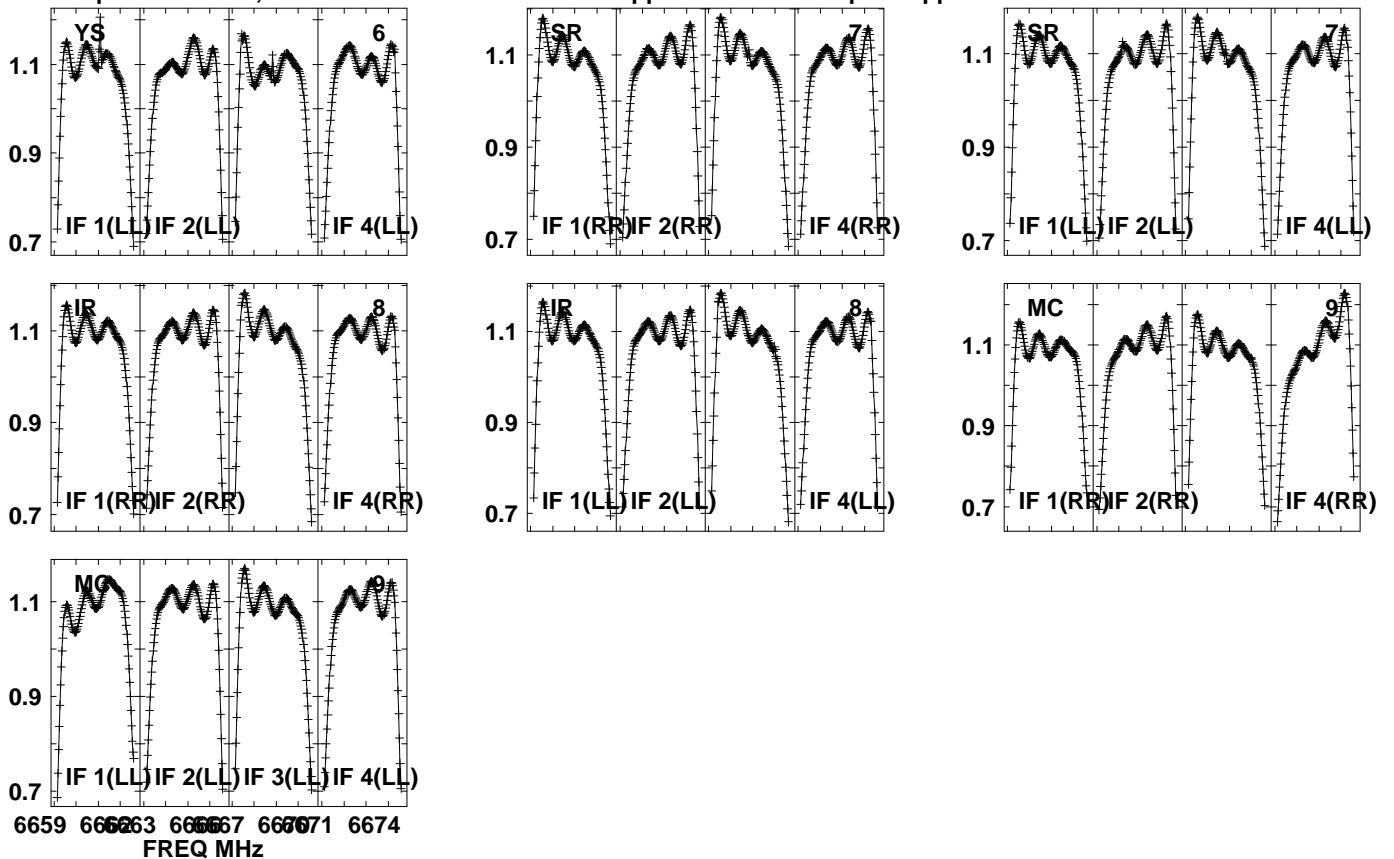 YS 6
1.1
0.9
0.7
IF 1(LL) IF 2(LL) IF 4(LL)
SR 7
1.1
0.9
0.7
IF 1(RR) IF 2(RR) IF 4(RR)
SR 7
1.1
0.9
0.7
IF 1(LL) IF 2(LL) IF 4(LL)
IR 8
1.1
0.9
0.7
IF 1(RR) IF 2(RR) IF 4(RR)
IR 8
1.1
0.9
0.7
IF 1(LL) IF 2(LL) IF 4(LL)
MC 9
1.1
0.9
0.7
IF 1(RR) IF 2(RR) IF 4(RR)
MC 9
1.1
0.9
0.7
IF 1(LL) IF 2(LL) IF 3(LL) IF 4(LL)
6659 6662 6663 6666 6667 6670 6671 6674
FREQ MHz